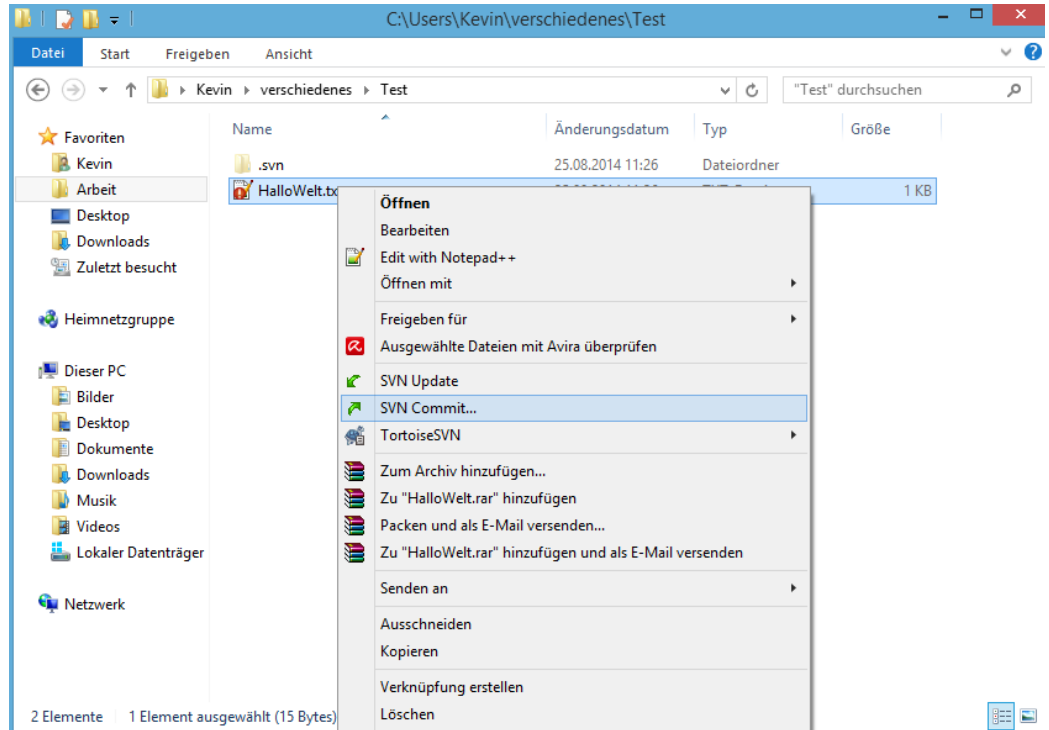 C:\Users\Kevin\verschiedenes\Test
Datei Start Freigeben Ansicht
Kevin verschiedenes Test "Test" durchsuchen
Name Änderungsdatum Typ Größe
Favoriten
Kevin
Arbeit
Desktop
Downloads
Zuletzt besucht
Heimnetzgruppe
Dieser PC
Bilder
Desktop
Dokumente
Downloads
Musik
Videos
Lokaler Datenträger
Netzwerk
.svn 25.08.2014 11:26 Dateiordner
HalloWelt.tx 1 KB
Öffnen
Bearbeiten
Edit with Notepad++
Öffnen mit
Freigeben für
Ausgewählte Dateien mit Avira überprüfen
SVN Update
SVN Commit...
TortoiseSVN
Zum Archiv hinzufügen...
Zu "HalloWelt.rar" hinzufügen
Packen und als E-Mail versenden...
Zu "HalloWelt.rar" hinzufügen und als E-Mail versenden
Senden an
Ausschneiden
Kopieren
Verknüpfung erstellen
Löschen
2 Elemente 1 Element ausgewählt (15 Bytes)